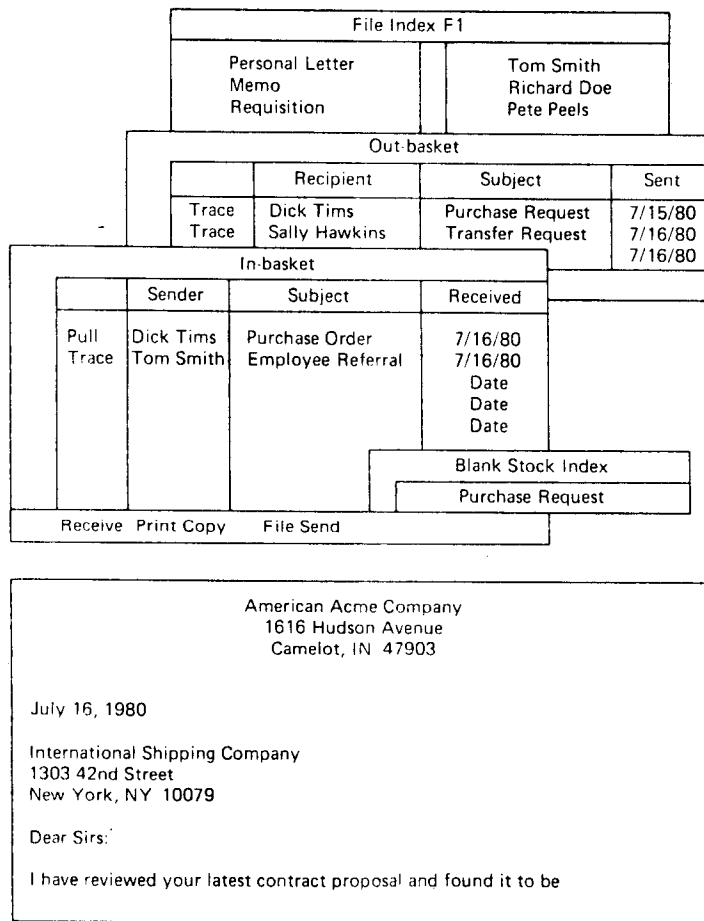 File Index F1
Personal Letter Tom Smith
Memo Richard Doe
Requisition Pete Peels
Out-basket
Recipient Subject Sent
Trace Dick Tims Purchase Request 7/15/80
Trace Sally Hawkins Transfer Request 7/16/80
7/16/80
In-basket
Sender Subject Received
Pull Dick Tims Purchase Order 7/16/80
Trace Tom Smith Employee Referral 7/16/80
Date
Date
Date
Blank Stock Index
Purchase Request
Receive Print Copy File Send
American Acme Company
1616 Hudson Avenue
Camelot, IN 47903
July 16, 1980
International Shipping Company
1303 42nd Street
New York, NY 10079
Dear Sirs:
I have reviewed your latest contract proposal and found it to be